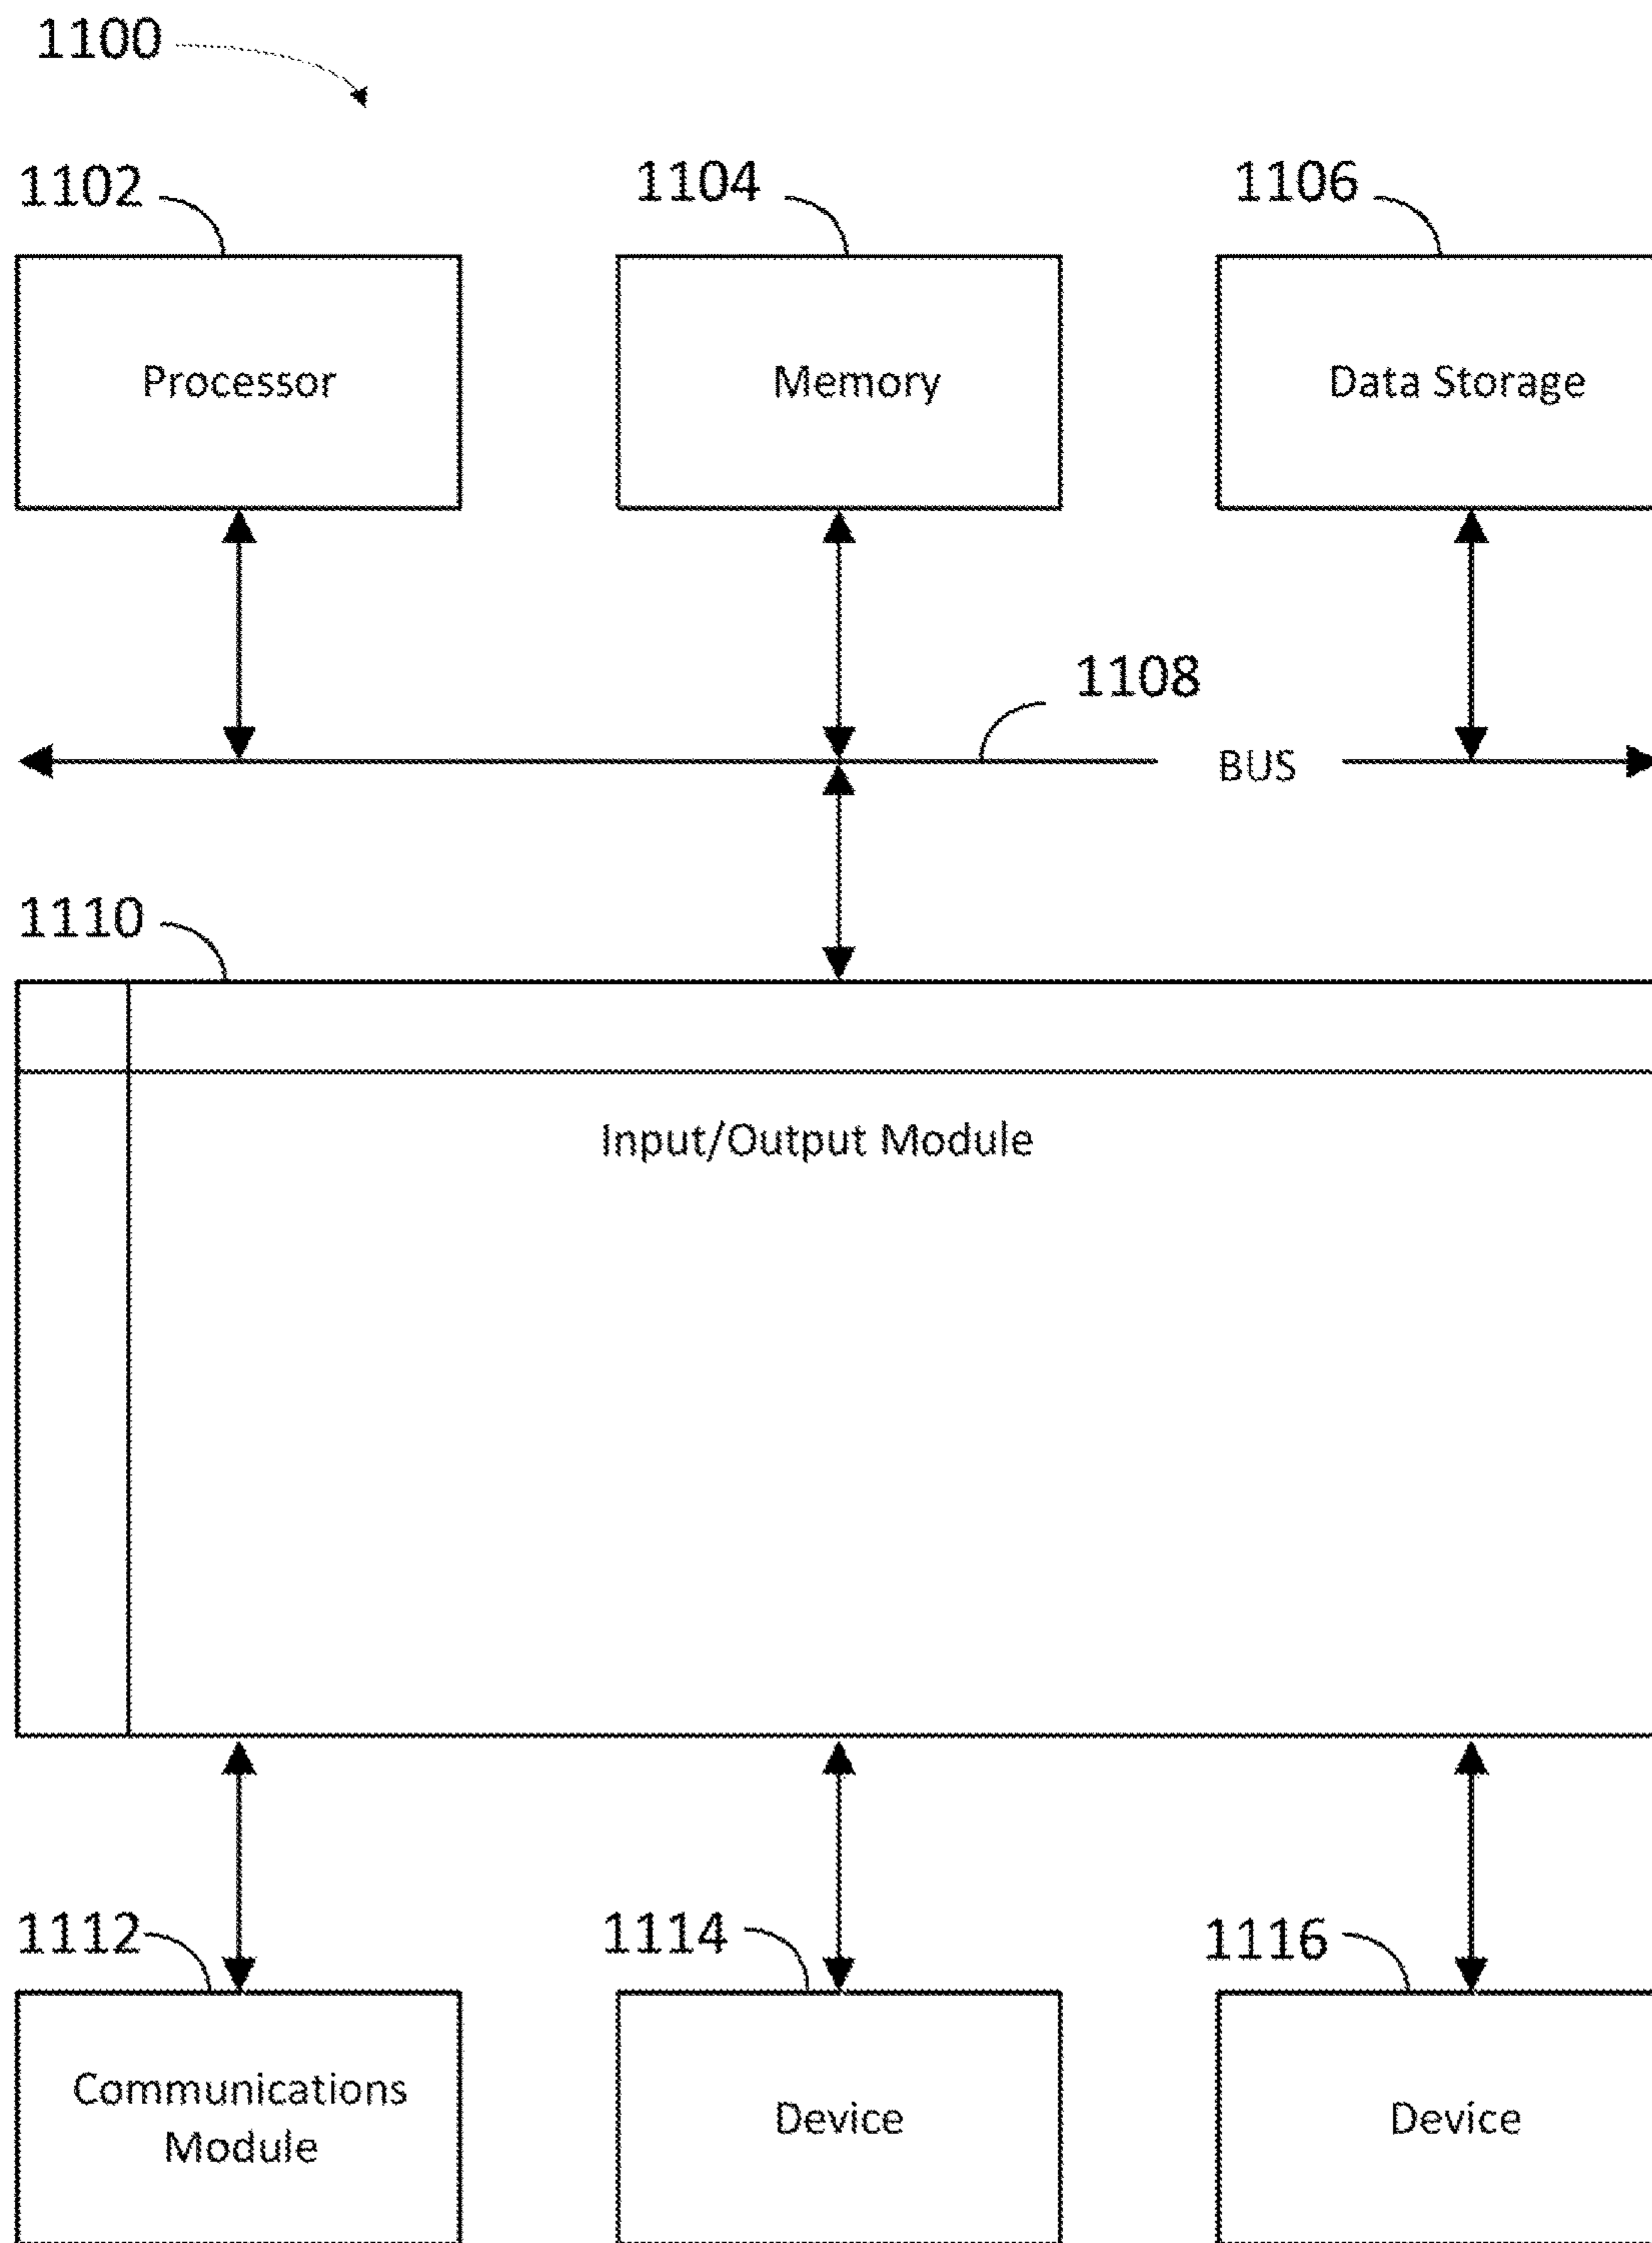 1100
1102
1104
1106
Processor
Memory
Data Storage
1108
BUS
1110
Input/Output Module
1112
1114
1116
Communications
Module
Device
Device